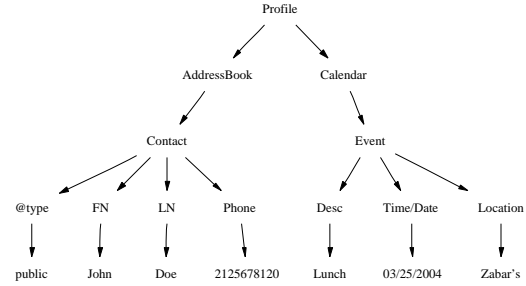 Profile
AddressBook Calendar
Contact Event
@type FN LN Phone Desc Time/Date Location
public John Doe 2125678120 Lunch 03/25/2004 Zabar's